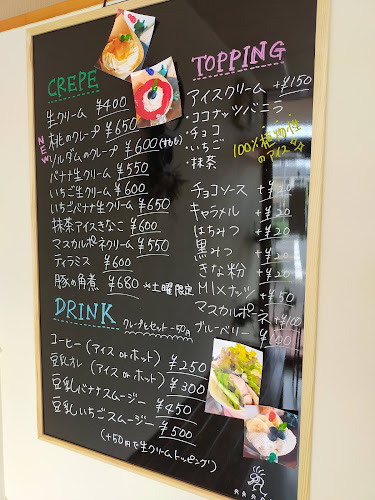 CREPE
生クリーム ¥400
NEW
桃のクレープ ¥650
ソルダムのクレープ ¥600(すもも)
バナナ生クリーム ¥550
いちご生クリーム ¥600
いちごバナナ生クリーム ¥650
抹茶アイスきなこ ¥600
マスカルポーネクリーム ¥550
ティラミス ¥600
豚の角煮 ¥680 ※土曜限定
TOPPING
アイスクリーム +¥150
・ココナッツバニラ
・チョコ
・いちご
・抹茶
100%植物性
のアイス
チョコソース +¥20
キャラメル +¥20
はちみつ +¥20
黒みつ +¥20
きな粉 +¥20
MIXナッツ +¥50
マスカルポーネ +¥100
ブルーベリー ¥100
DRINK クレープとセット -50円
コーヒー(アイス or ホット) ¥250
豆乳オレ(アイス or ホット) ¥300
豆乳バナナスムージー ¥450
豆乳いちごスムージー ¥500
(+50円で生クリームトッピング)